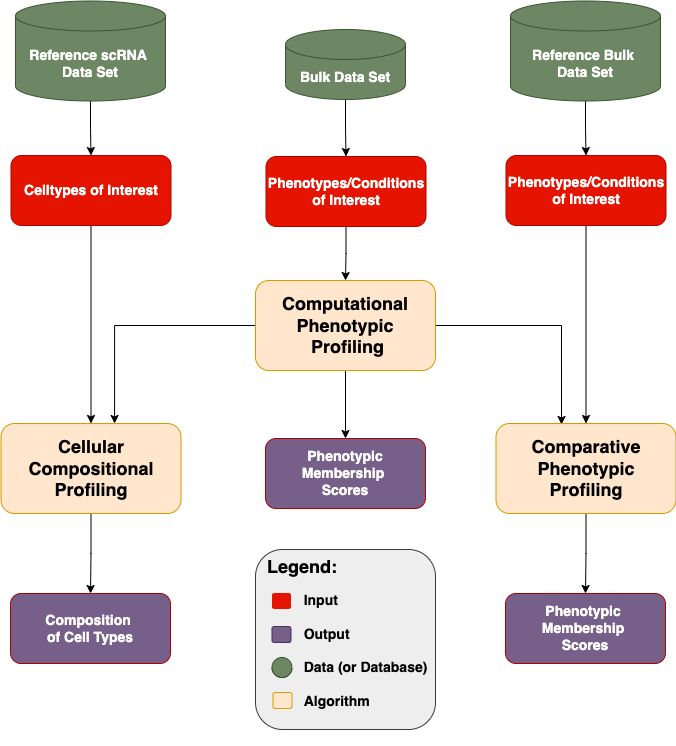 Reference scRNA
Data Set
Bulk Data Set
Reference Bulk
Data Set
Celltypes of Interest
Phenotypes/Conditions
of Interest
Phenotypes/Conditions
of Interest
Computational
Phenotypic
Profiling
Cellular
Compositional
Profiling
Phenotypic
Membership
Scores
Comparative
Phenotypic
Profiling
Composition
of Cell Types
Legend:
Input
Output
Data (or Database)
Algorithm
Phenotypic
Membership
Scores